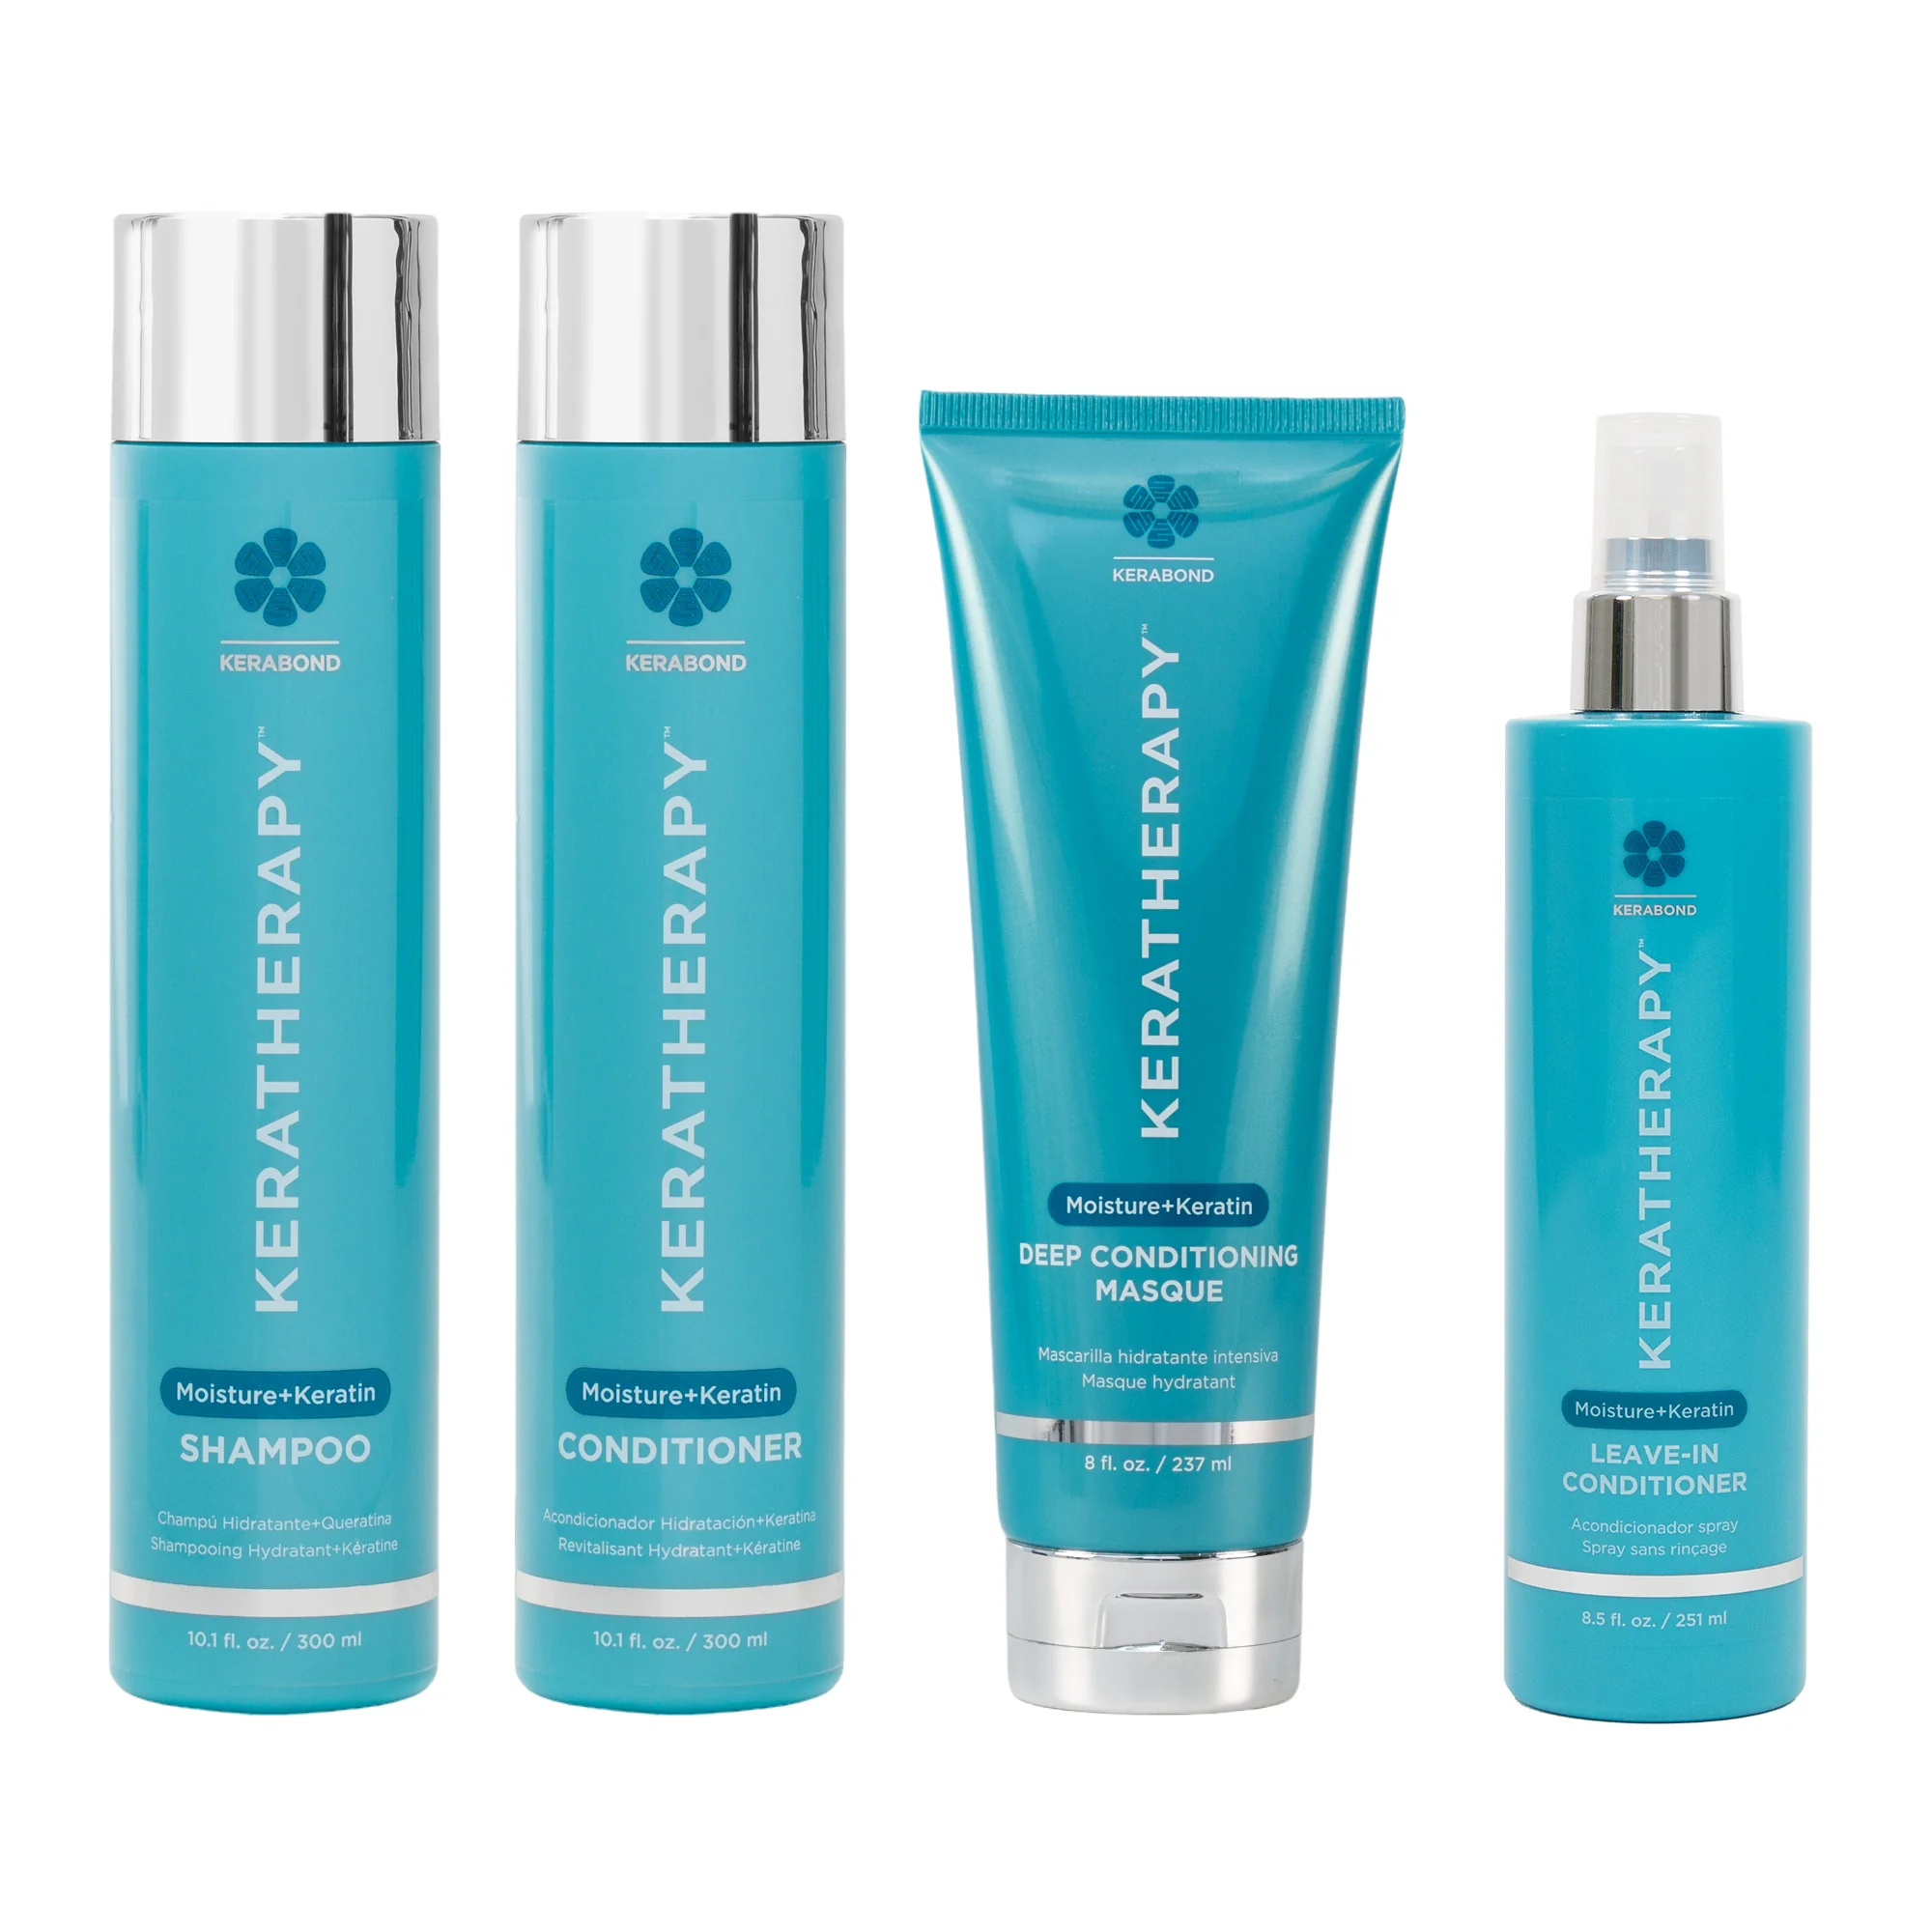 KERABOND
KERATHERAPY™
Moisture+Keratin
SHAMPOO
Champú Hidratante+Queratina
Shampooing Hydratant+Kératine
10.1 fl. oz. / 300 ml
KERABOND
KERATHERAPY™
Moisture+Keratin
CONDITIONER
Acondicionador Hidratación+Keratina
Revitalisant Hydratant+Kératine
10.1 fl. oz. / 300 ml
KERABOND
KERATHERAPY™
Moisture+Keratin
DEEP CONDITIONING
MASQUE
Mascarilla hidratante intensiva
Masque hydratant
8 fl. oz. / 237 ml
KERABOND
KERATHERAPY™
Moisture+Keratin
LEAVE-IN
CONDITIONER
Acondicionador spray
Spray sans rinçage
8.5 fl. oz. / 251 ml